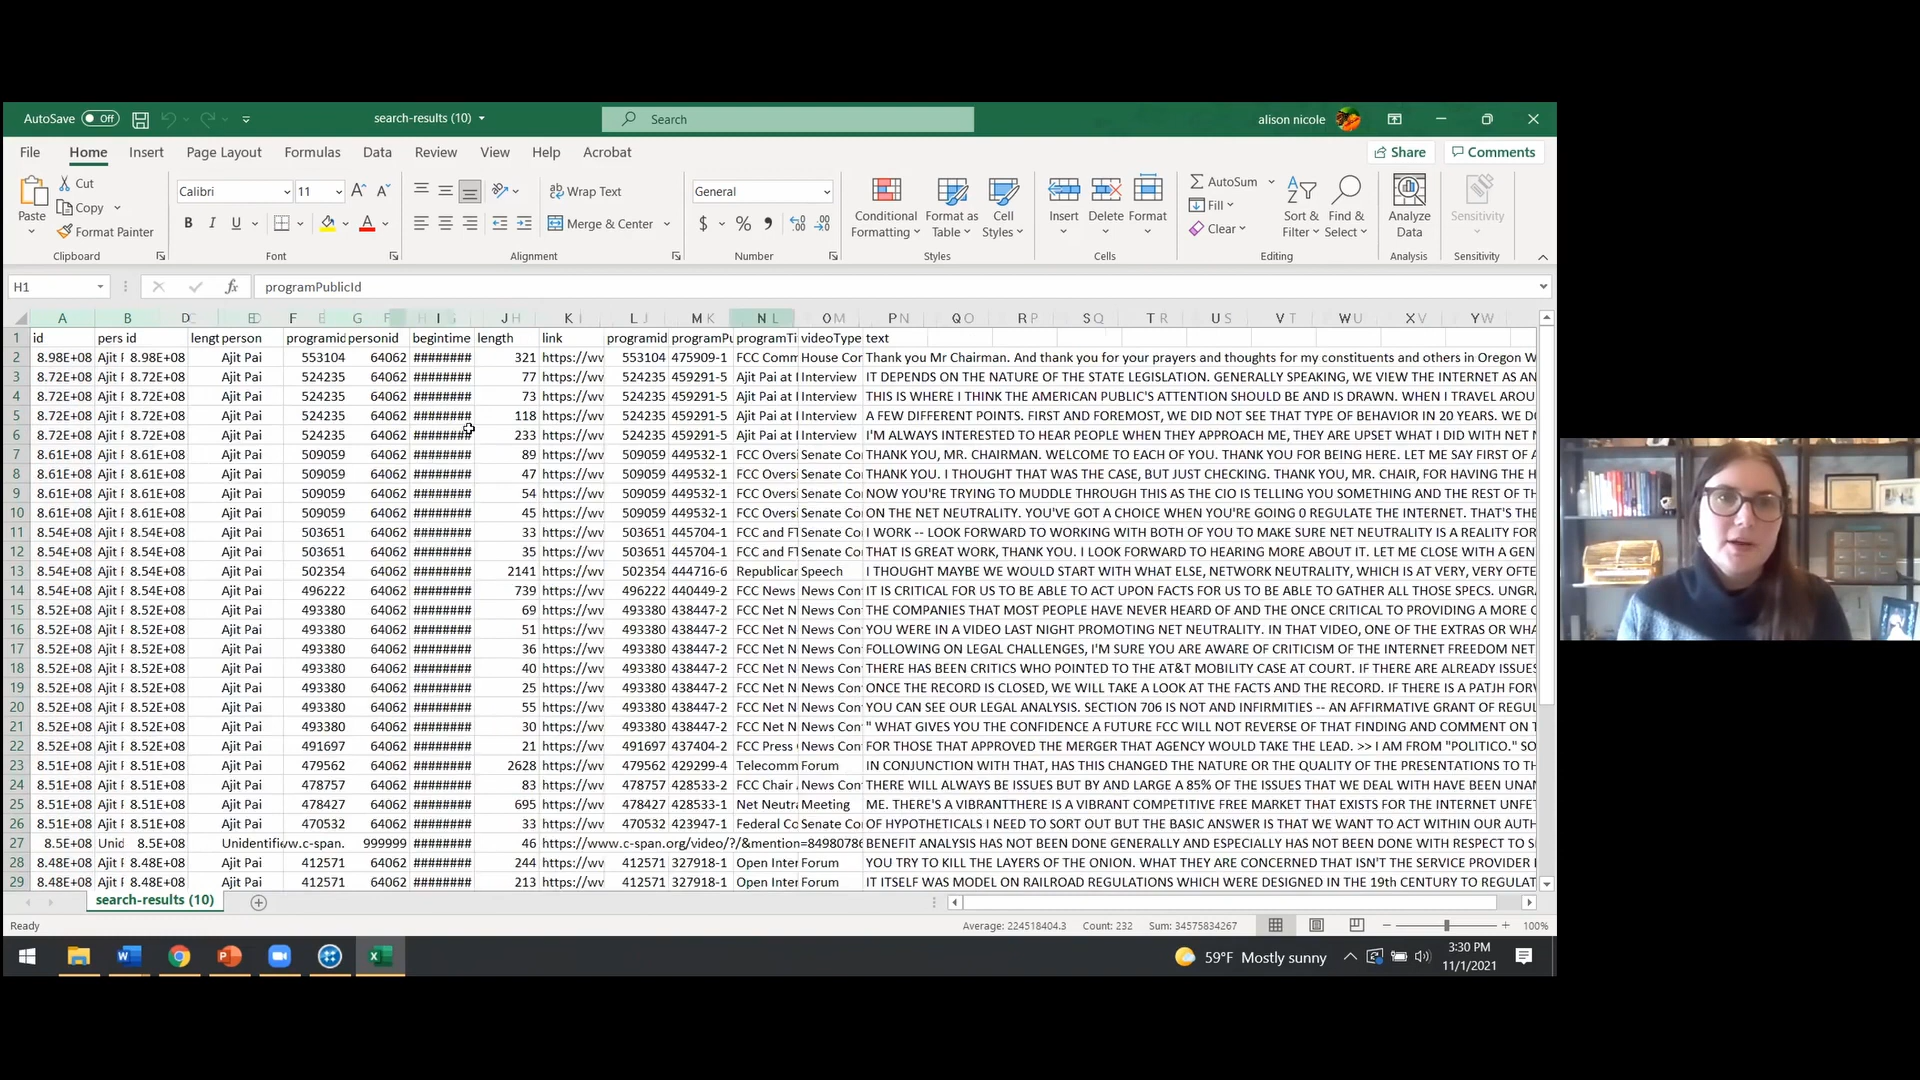 AutoSave Off search-results (10) Search alison nicole
File Home Insert Page Layout Formulas Data Review View Help Acrobat Share Comments
Paste Cut Copy Format Painter Clipboard
Calibri 11 B I U A Font
Wrap Text Merge & Center Alignment
General $ % Number
Conditional Formatting Format as Table Cell Styles Styles
Insert Delete Format Cells
AutoSum Fill Clear Sort & Filter Find & Select Editing
Analyze Data Analysis Sensitivity Sensitivity
H1 fx programPublicId
1 id pers id lengt person programid personid begintime length link programid programPu programTi videoType text
2 8.98E+08 Ajit F 8.98E+08 Ajit Pai 553104 64062 ######## 321 https://wv 553104 475909-1 FCC Comm House Cor Thank you Mr Chairman. And thank you for your prayers and thoughts for my constituents and others in Oregon W
3 8.72E+08 Ajit F 8.72E+08 Ajit Pai 524235 64062 ######## 77 https://wv 524235 459291-5 Ajit Pai at I Interview IT DEPENDS ON THE NATURE OF THE STATE LEGISLATION. GENERALLY SPEAKING, WE VIEW THE INTERNET AS AN
4 8.72E+08 Ajit F 8.72E+08 Ajit Pai 524235 64062 ######## 73 https://wv 524235 459291-5 Ajit Pai at I Interview THIS IS WHERE I THINK THE AMERICAN PUBLIC'S ATTENTION SHOULD BE AND IS DRAWN. WHEN I TRAVEL AROU
5 8.72E+08 Ajit F 8.72E+08 Ajit Pai 524235 64062 ######## 118 https://wv 524235 459291-5 Ajit Pai at I Interview A FEW DIFFERENT POINTS. FIRST AND FOREMOST, WE DID NOT SEE THAT TYPE OF BEHAVIOR IN 20 YEARS. WE D
6 8.72E+08 Ajit F 8.72E+08 Ajit Pai 524235 64062 ######## 233 https://wv 524235 459291-5 Ajit Pai at I Interview I'M ALWAYS INTERESTED TO HEAR PEOPLE WHEN THEY APPROACH ME, THEY ARE UPSET WHAT I DID WITH NET
7 8.61E+08 Ajit F 8.61E+08 Ajit Pai 509059 64062 ######## 89 https://wv 509059 449532-1 FCC Oversi Senate Co THANK YOU, MR. CHAIRMAN. WELCOME TO EACH OF YOU. THANK YOU FOR BEING HERE. LET ME SAY FIRST OF A
8 8.61E+08 Ajit F 8.61E+08 Ajit Pai 509059 64062 ######## 47 https://wv 509059 449532-1 FCC Oversi Senate Co THANK YOU. I THOUGHT THAT WAS THE CASE, BUT JUST CHECKING. THANK YOU, MR. CHAIR, FOR HAVING THE H
9 8.61E+08 Ajit F 8.61E+08 Ajit Pai 509059 64062 ######## 54 https://wv 509059 449532-1 FCC Oversi Senate Co NOW YOU'RE TRYING TO MUDDLE THROUGH THIS AS THE CIO IS TELLING YOU SOMETHING AND THE REST OF TH
10 8.61E+08 Ajit F 8.61E+08 Ajit Pai 509059 64062 ######## 45 https://wv 509059 449532-1 FCC Oversi Senate Co ON THE NET NEUTRALITY. YOU'VE GOT A CHOICE WHEN YOU'RE GOING 0 REGULATE THE INTERNET. THAT'S THE
11 8.54E+08 Ajit F 8.54E+08 Ajit Pai 503651 64062 ######## 33 https://wv 503651 445704-1 FCC and FT Senate Co I WORK -- LOOK FORWARD TO WORKING WITH BOTH OF YOU TO MAKE SURE NET NEUTRALITY IS A REALITY FOR
12 8.54E+08 Ajit F 8.54E+08 Ajit Pai 503651 64062 ######## 35 https://wv 503651 445704-1 FCC and FT Senate Co THAT IS GREAT WORK, THANK YOU. I LOOK FORWARD TO HEARING MORE ABOUT IT. LET ME CLOSE WITH A GEN
13 8.54E+08 Ajit F 8.54E+08 Ajit Pai 502354 64062 ######## 2141 https://wv 502354 444716-6 Republicar Speech I THOUGHT MAYBE WE WOULD START WITH WHAT ELSE, NETWORK NEUTRALITY, WHICH IS AT VERY, VERY OFTE
14 8.54E+08 Ajit F 8.54E+08 Ajit Pai 496222 64062 ######## 739 https://wv 496222 440449-2 FCC News News Con IT IS CRITICAL FOR US TO BE ABLE TO ACT UPON FACTS FOR US TO BE ABLE TO GATHER ALL THOSE SPECS. UNGR
15 8.52E+08 Ajit F 8.52E+08 Ajit Pai 493380 64062 ######## 69 https://wv 493380 438447-2 FCC Net N News Con THE COMPANIES THAT MOST PEOPLE HAVE NEVER HEARD OF AND THE ONCE CRITICAL TO PROVIDING A MORE C
16 8.52E+08 Ajit F 8.52E+08 Ajit Pai 493380 64062 ######## 51 https://wv 493380 438447-2 FCC Net N News Con YOU WERE IN A VIDEO LAST NIGHT PROMOTING NET NEUTRALITY. IN THAT VIDEO, ONE OF THE EXTRAS OR WHA
17 8.52E+08 Ajit F 8.52E+08 Ajit Pai 493380 64062 ######## 36 https://wv 493380 438447-2 FCC Net N News Con FOLLOWING ON LEGAL CHALLENGES, I'M SURE YOU ARE AWARE OF CRITICISM OF THE INTERNET FREEDOM NET
18 8.52E+08 Ajit F 8.52E+08 Ajit Pai 493380 64062 ######## 40 https://wv 493380 438447-2 FCC Net N News Con THERE HAS BEEN CRITICS WHO POINTED TO THE AT&T MOBILITY CASE AT COURT. IF THERE ARE ALREADY ISSUES
19 8.52E+08 Ajit F 8.52E+08 Ajit Pai 493380 64062 ######## 25 https://wv 493380 438447-2 FCC Net N News Con ONCE THE RECORD IS CLOSED, WE WILL TAKE A LOOK AT THE FACTS AND THE RECORD. IF THERE IS A PATJH FORV
20 8.52E+08 Ajit F 8.52E+08 Ajit Pai 493380 64062 ######## 55 https://wv 493380 438447-2 FCC Net N News Con YOU CAN SEE OUR LEGAL ANALYSIS. SECTION 706 IS NOT AND INFIRMITIES -- AN AFFIRMATIVE GRANT OF REGUL
21 8.52E+08 Ajit F 8.52E+08 Ajit Pai 493380 64062 ######## 30 https://wv 493380 438447-2 FCC Net N News Con " WHAT GIVES YOU THE CONFIDENCE A FUTURE FCC WILL NOT REVERSE OF THAT FINDING AND COMMENT ON T
22 8.52E+08 Ajit F 8.52E+08 Ajit Pai 491697 64062 ######## 21 https://wv 491697 437404-2 FCC Press News Con FOR THOSE THAT APPROVED THE MERGER THAT AGENCY WOULD TAKE THE LEAD. >> I AM FROM "POLITICO." SO
23 8.51E+08 Ajit F 8.51E+08 Ajit Pai 479562 64062 ######## 2628 https://wv 479562 429299-4 Telecomm Forum IN CONJUNCTION WITH THAT, HAS THIS CHANGED THE NATURE OR THE QUALITY OF THE PRESENTATIONS TO TH
24 8.51E+08 Ajit F 8.51E+08 Ajit Pai 478757 64062 ######## 83 https://wv 478757 428533-2 FCC Chair News Con THERE WILL ALWAYS BE ISSUES BUT BY AND LARGE A 85% OF THE ISSUES THAT WE DEAL WITH HAVE BEEN UNAN
25 8.51E+08 Ajit F 8.51E+08 Ajit Pai 478427 64062 ######## 695 https://wv 478427 428533-1 Net Neutra Meeting ME. THERE'S A VIBRANTTHERE IS A VIBRANT COMPETITIVE FREE MARKET THAT EXISTS FOR THE INTERNET UNFET
26 8.51E+08 Ajit F 8.51E+08 Ajit Pai 470532 64062 ######## 33 https://wv 470532 423947-1 Federal Co Senate Co OF HYPOTHETICALS I NEED TO SORT OUT BUT THE BASIC ANSWER IS THAT WE WANT TO ACT WITHIN OUR AUTH
27 8.5E+08 Unid 8.5E+08 Unidentifiew.c-span. 999999 ######## 46 https://www.c-span.org/video/?/&mention=84980786 BENEFIT ANALYSIS HAS NOT BEEN DONE GENERALLY AND ESPECIALLY HAS NOT BEEN DONE WITH RESPECT TO S
28 8.48E+08 Ajit F 8.48E+08 Ajit Pai 412571 64062 ######## 244 https://wv 412571 327918-1 Open Inter Forum YOU TRY TO KILL THE LAYERS OF THE ONION. WHAT THEY ARE CONCERNED THAT ISN'T THE SERVICE PROVIDER
29 8.48E+08 Ajit F 8.48E+08 Ajit Pai 412571 64062 ######## 213 https://wv 412571 327918-1 Open Inter Forum IT ITSELF WAS MODEL ON RAILROAD REGULATIONS WHICH WERE DESIGNED IN THE 19th CENTURY TO REGULAT
search-results (10)
Ready Average: 224518404.3 Count: 232 Sum: 34575834267 100%
59°F Mostly sunny 3:30 PM
11/1/2021